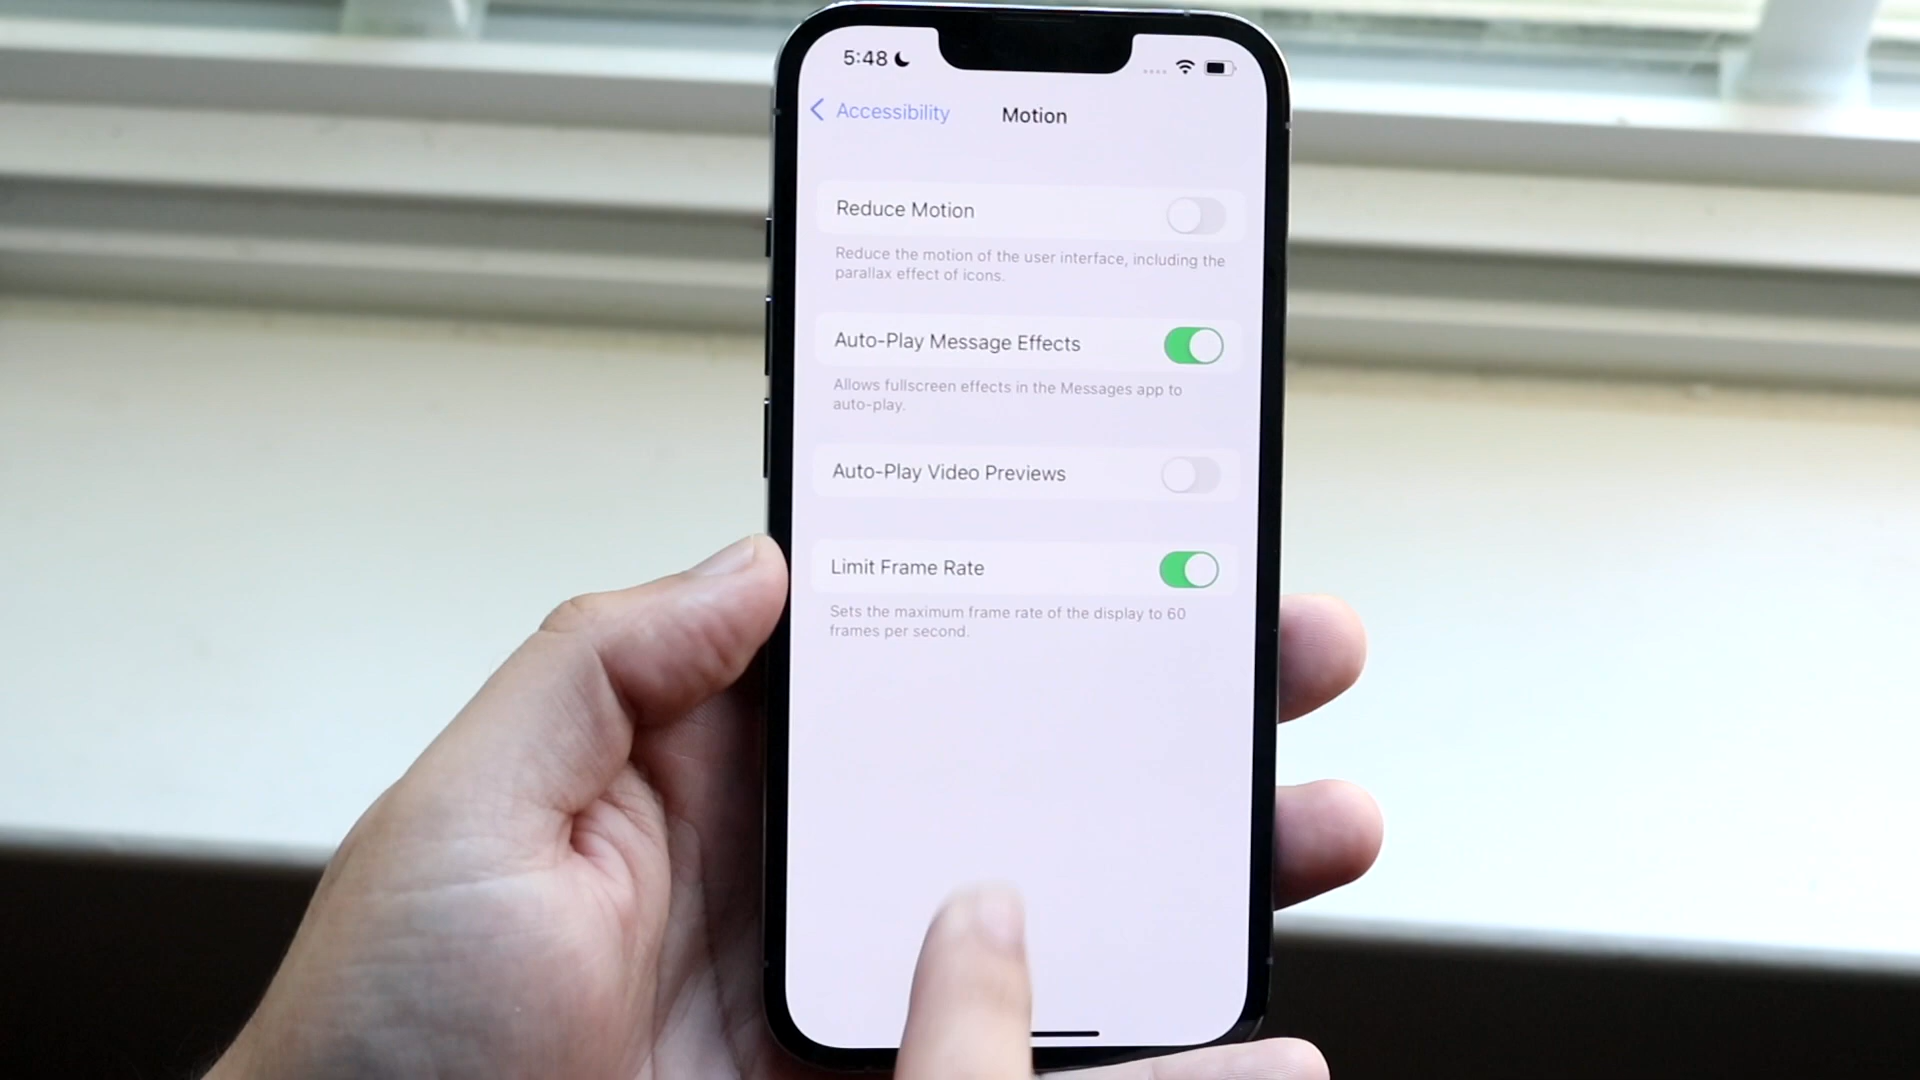 5:48
Accessibility
Motion
Reduce Motion
Reduce the motion of the user interface, including the
parallax effect of icons.
Auto-Play Message Effects
Allows fullscreen effects in the Messages app to
auto-play.
Auto-Play Video Previews
Limit Frame Rate
Sets the maximum frame rate of the display to 60
frames per second.